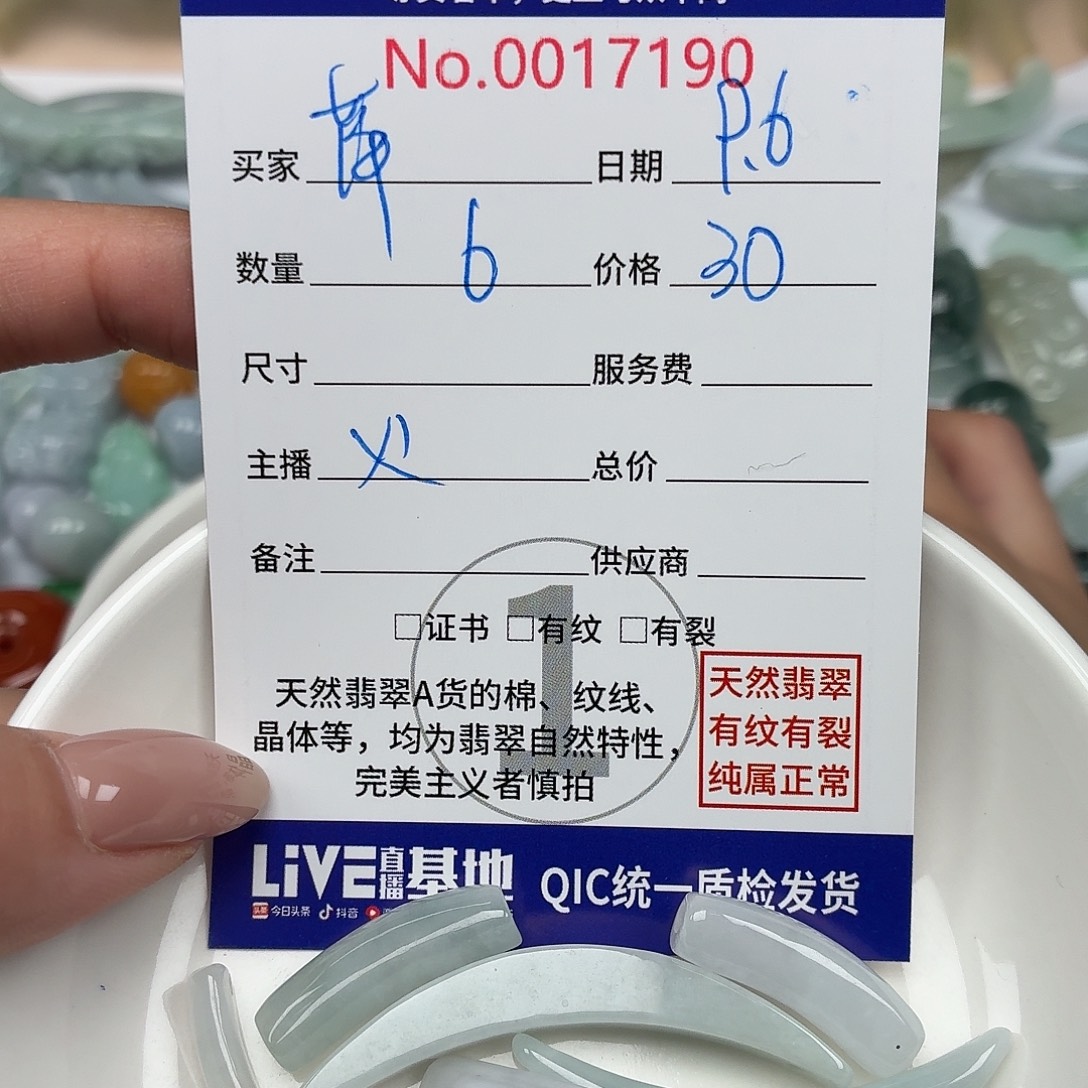 No.0017190
买家 薛 日期 P.6
数量 6 价格 30
尺寸 服务费
主播 义 总价
备注 供应商
□证书 □有纹 □有裂
1
天然翡翠A货的棉、纹线、
晶体等，均为翡翠自然特性，
完美主义者慎拍
天然翡翠
有纹有裂
纯属正常
LiVE直播基地 QIC统一质检发货
今日头条 抖音